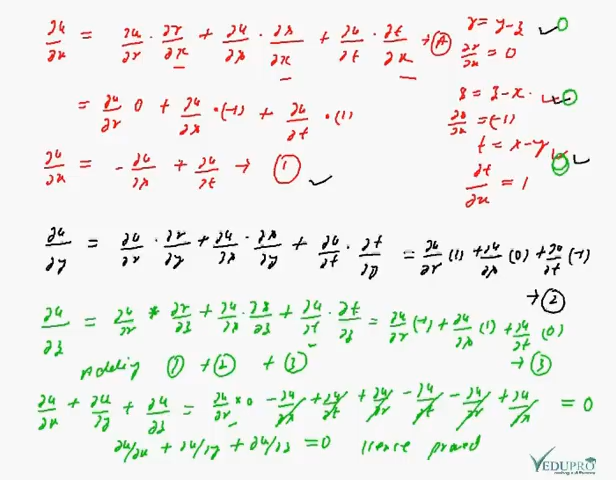 ∂u/∂x = ∂u/∂r · ∂r/∂x + ∂u/∂s · ∂s/∂x + ∂u/∂t · ∂t/∂x → (A)
r = y - z
∂r/∂x = 0
= ∂u/∂r 0 + ∂u/∂s · (-1) + ∂u/∂t · (1)
s = z - x
∂s/∂x = (-1)
t = x - y
∂u/∂x = - ∂u/∂s + ∂u/∂t → (1)
∂t/∂x = 1
∂u/∂y = ∂u/∂r · ∂r/∂y + ∂u/∂s · ∂s/∂y + ∂u/∂t · ∂t/∂y = ∂u/∂r (1) + ∂u/∂s (0) + ∂u/∂t (-1)
→ (2)
∂u/∂z = ∂u/∂r * ∂r/∂z + ∂u/∂s · ∂s/∂z + ∂u/∂t · ∂t/∂z = ∂u/∂r (-1) + ∂u/∂s (1) + ∂u/∂t (0)
→ (3)
Adding (1) + (2) + (3)
∂u/∂x + ∂u/∂y + ∂u/∂z = ∂u/∂r × 0 - ∂u/∂s + ∂u/∂t + ∂u/∂r - ∂u/∂t - ∂u/∂r + ∂u/∂s = 0
∂u/∂x + ∂u/∂y + ∂u/∂z = 0 Hence proved
VEDUPRO